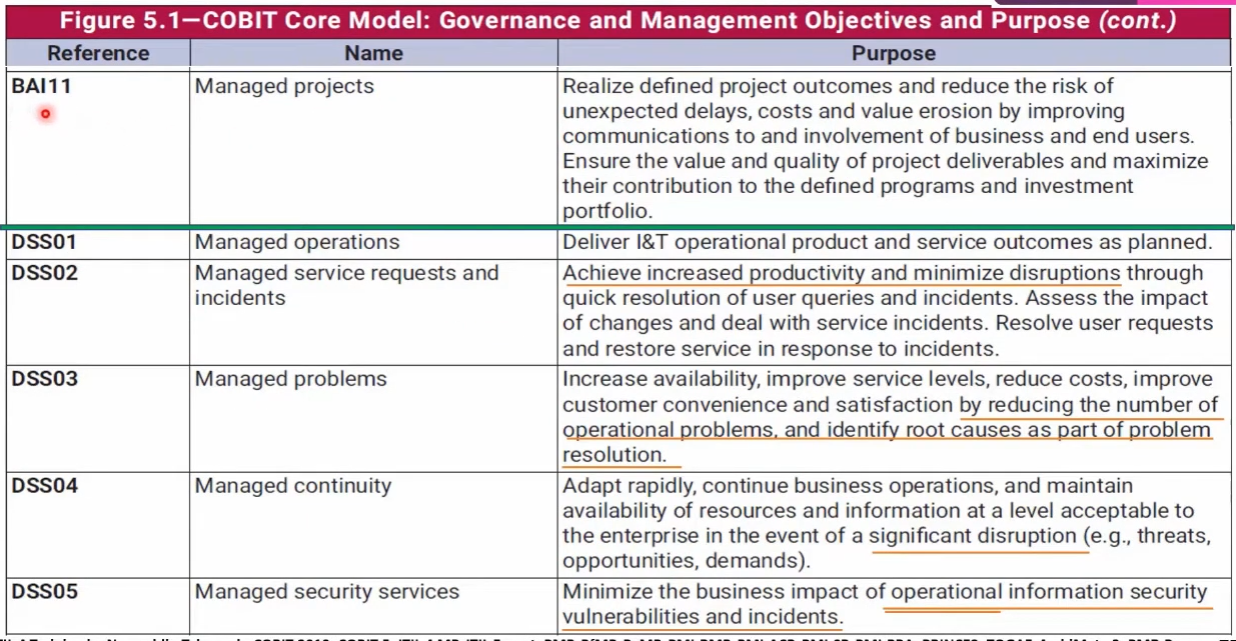 Figure 5.1—COBIT Core Model: Governance and Management Objectives and Purpose (cont.)
Reference Name Purpose
BAI11 Managed projects Realize defined project outcomes and reduce the risk of
unexpected delays, costs and value erosion by improving
communications to and involvement of business and end users.
Ensure the value and quality of project deliverables and maximize
their contribution to the defined programs and investment
portfolio.
DSS01 Managed operations Deliver I&T operational product and service outcomes as planned.
DSS02 Managed service requests and
incidents
Achieve increased productivity and minimize disruptions through
quick resolution of user queries and incidents. Assess the impact
of changes and deal with service incidents. Resolve user requests
and restore service in response to incidents.
DSS03 Managed problems Increase availability, improve service levels, reduce costs, improve
customer convenience and satisfaction by reducing the number of
operational problems, and identify root causes as part of problem
resolution.
DSS04 Managed continuity Adapt rapidly, continue business operations, and maintain
availability of resources and information at a level acceptable to
the enterprise in the event of a significant disruption (e.g., threats,
opportunities, demands).
DSS05 Managed security services Minimize the business impact of operational information security
vulnerabilities and incidents.